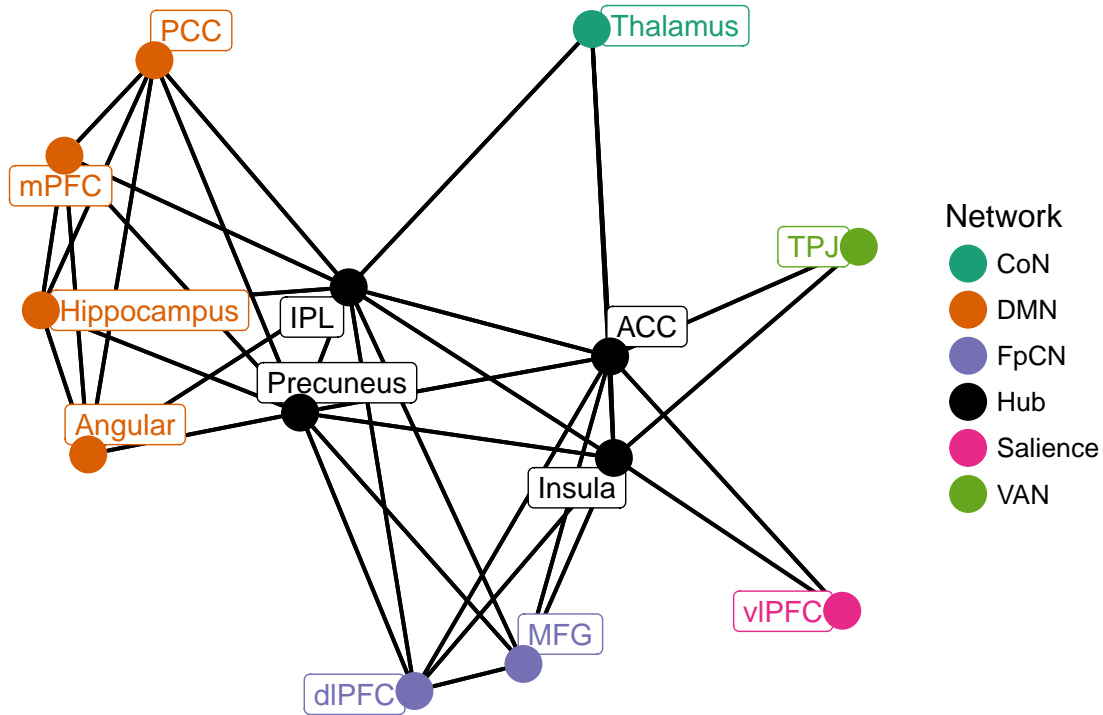 PCC
Thalamus
mPFC
TPJ
Hippocampus
IPL
ACC
Precuneus
Angular
Insula
vlPFC
MFG
dlPFC
Network
CoN
DMN
FpCN
Hub
Salience
VAN